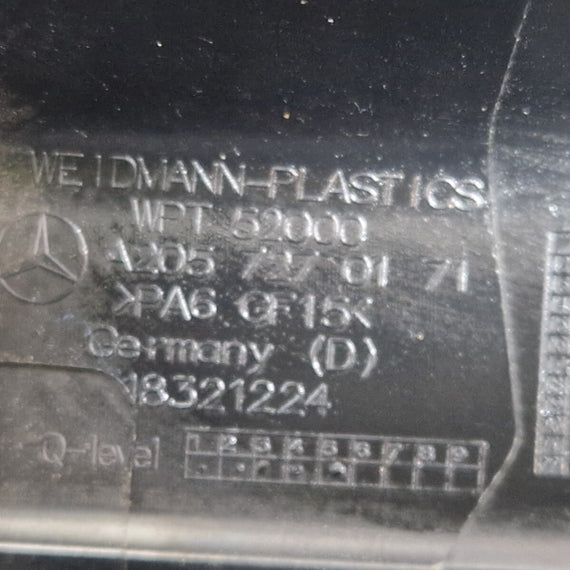 WEIDMANN-PLASTICS
WPT 52000
A205 727 01 71
>PA6 GF15<
Germany (D)
18321224
Q-level 1 2 3 4 5 6 7 8 9